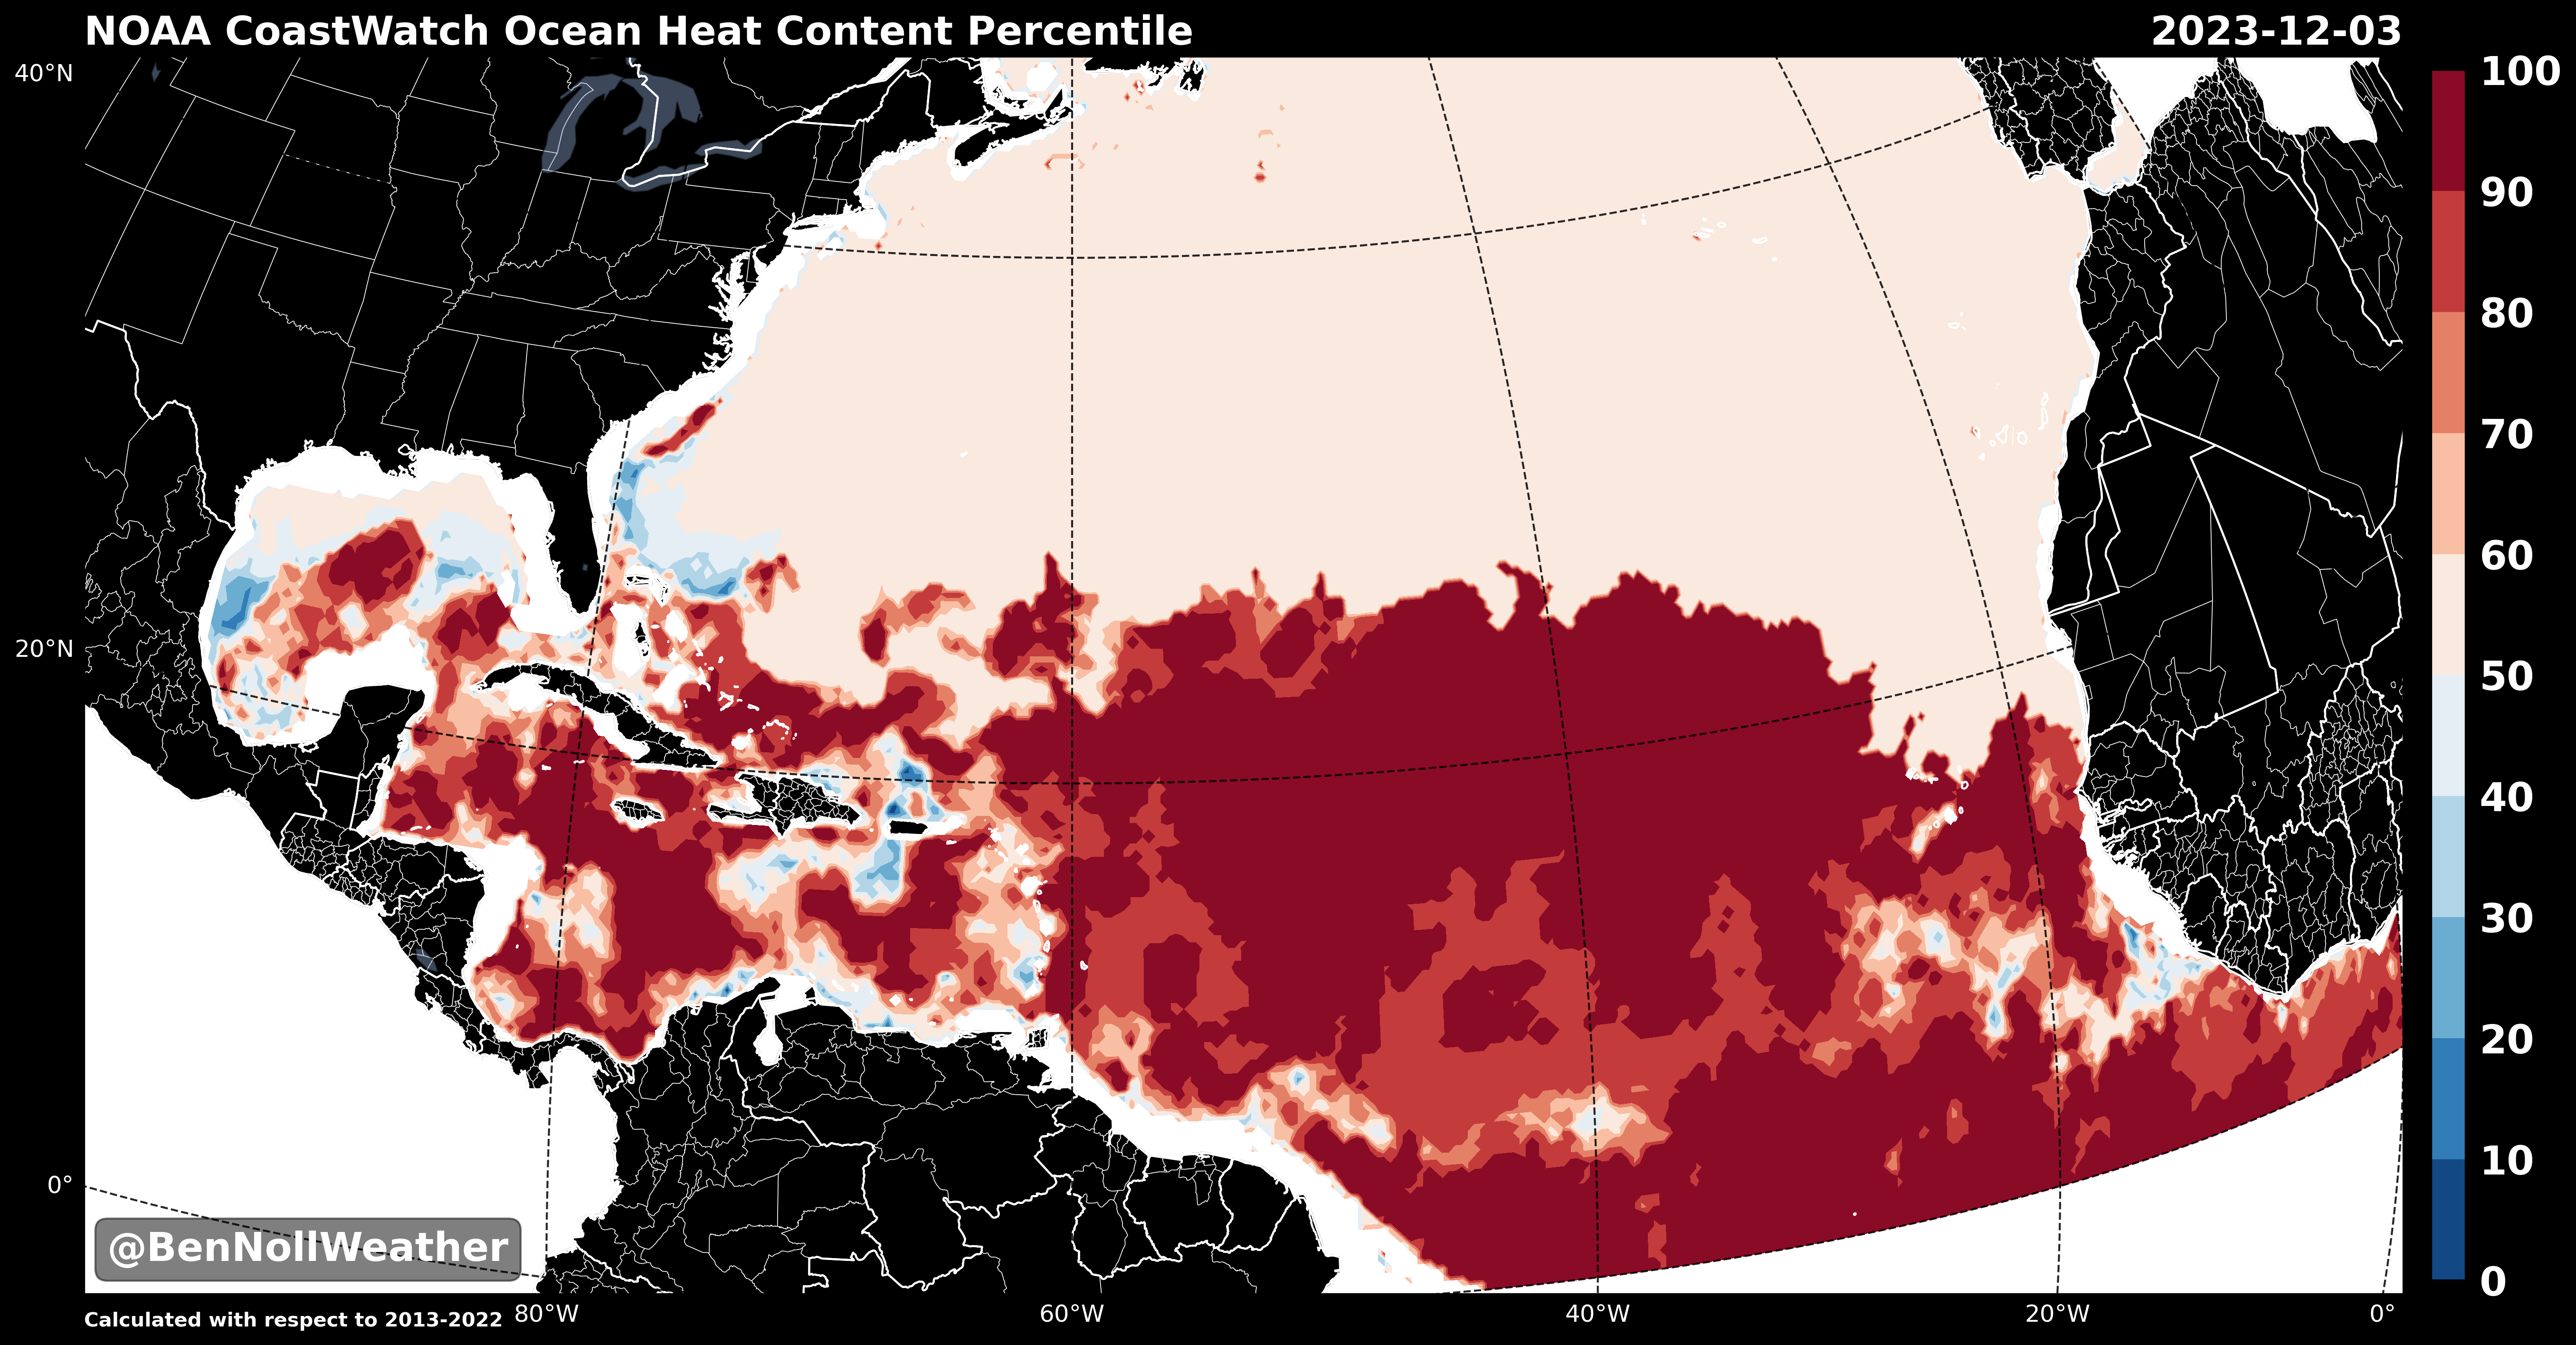 NOAA CoastWatch Ocean Heat Content Percentile
2023-12-03
40°N
20°N
0°
100
90
80
70
60
50
40
30
20
10
0
@BenNollWeather
Calculated with respect to 2013-2022
80°W
60°W
40°W
20°W
0°